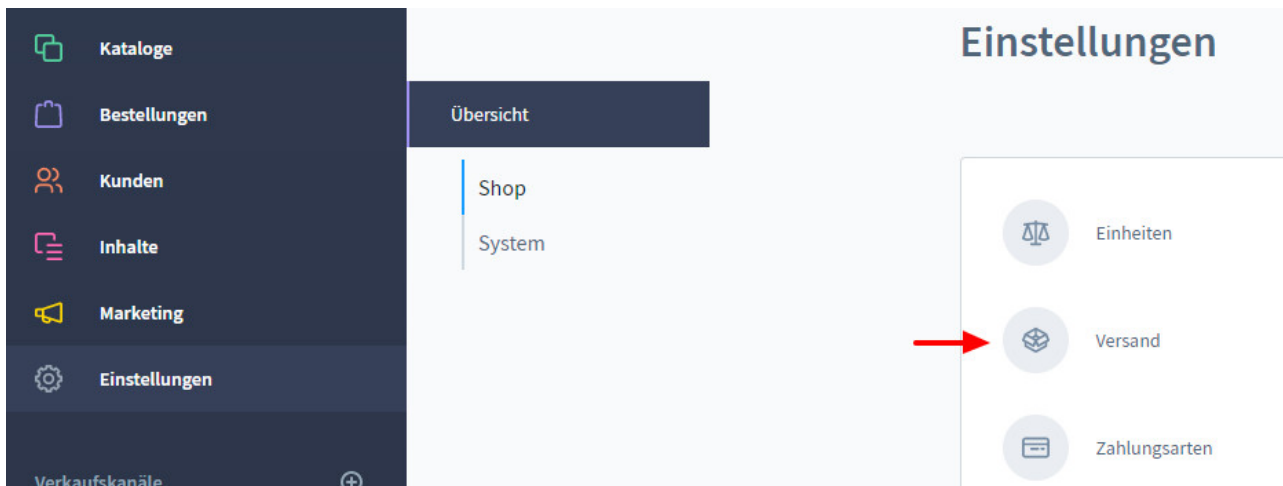 Kataloge
Bestellungen
Kunden
Inhalte
Marketing
Einstellungen
Verkaufskanäle
Übersicht
Shop
System
Einstellungen
Einheiten
Versand
Zahlungsarten